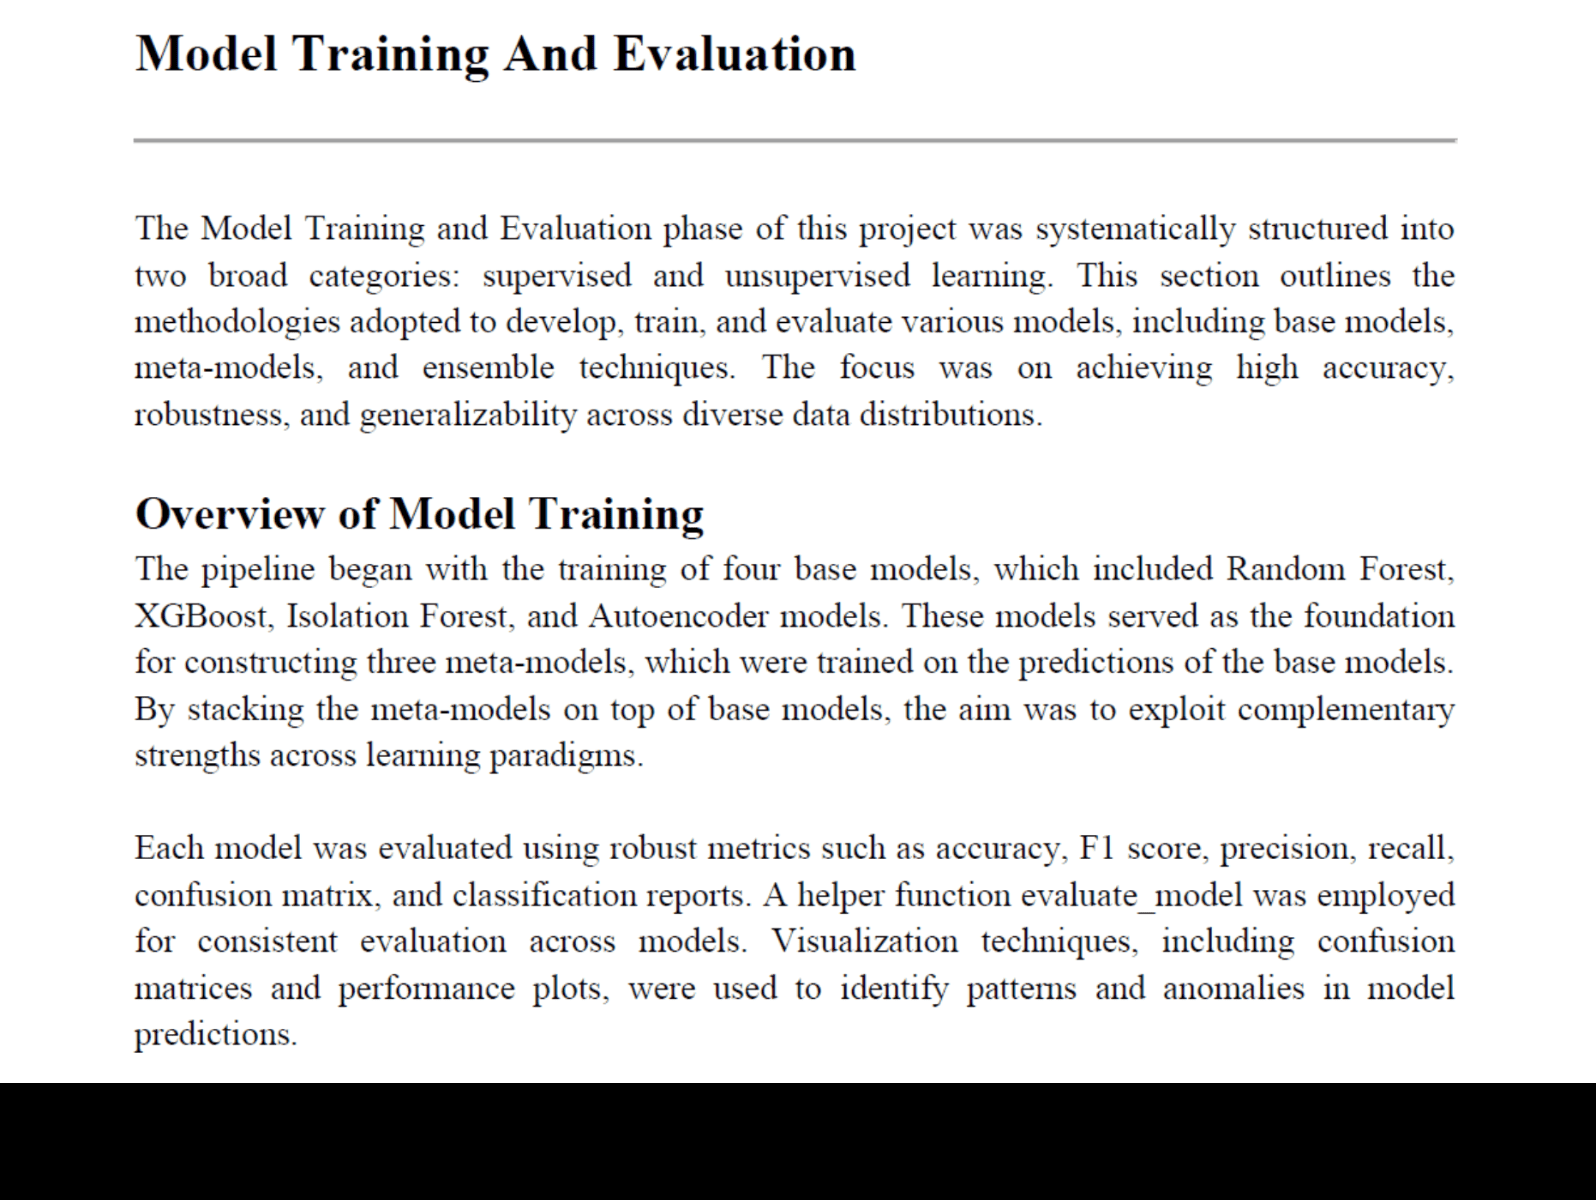 Model Training And Evaluation
The Model Training and Evaluation phase of this project was systematically structured into
two broad categories: supervised and unsupervised learning. This section outlines the
methodologies adopted to develop, train, and evaluate various models, including base models,
meta-models, and ensemble techniques. The focus was on achieving high accuracy,
robustness, and generalizability across diverse data distributions.
Overview of Model Training
The pipeline began with the training of four base models, which included Random Forest,
XGBoost, Isolation Forest, and Autoencoder models. These models served as the foundation
for constructing three meta-models, which were trained on the predictions of the base models.
By stacking the meta-models on top of base models, the aim was to exploit complementary
strengths across learning paradigms.
Each model was evaluated using robust metrics such as accuracy, F1 score, precision, recall,
confusion matrix, and classification reports. A helper function evaluate_model was employed
for consistent evaluation across models. Visualization techniques, including confusion
matrices and performance plots, were used to identify patterns and anomalies in model
predictions.